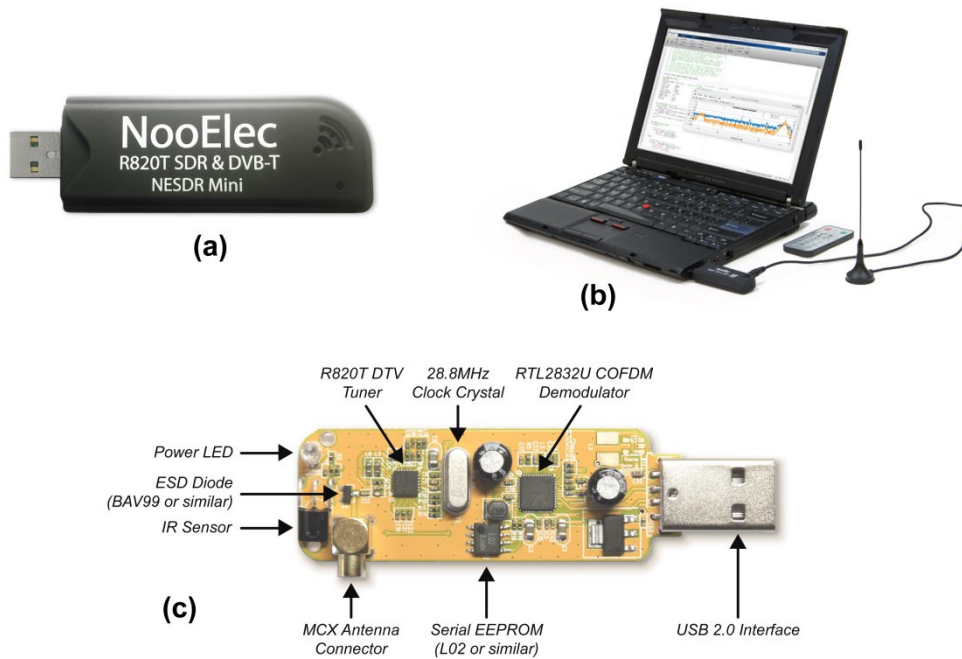 NooElec
R820T SDR & DVB-T
NESDR Mini
(a)
(b)
R820T DTV
Tuner
28.8MHz
Clock Crystal
RTL2832U COFDM
Demodulator
Power LED
ESD Diode
(BAV99 or similar)
IR Sensor
(c)
MCX Antenna
Connector
Serial EEPROM
(L02 or similar)
USB 2.0 Interface